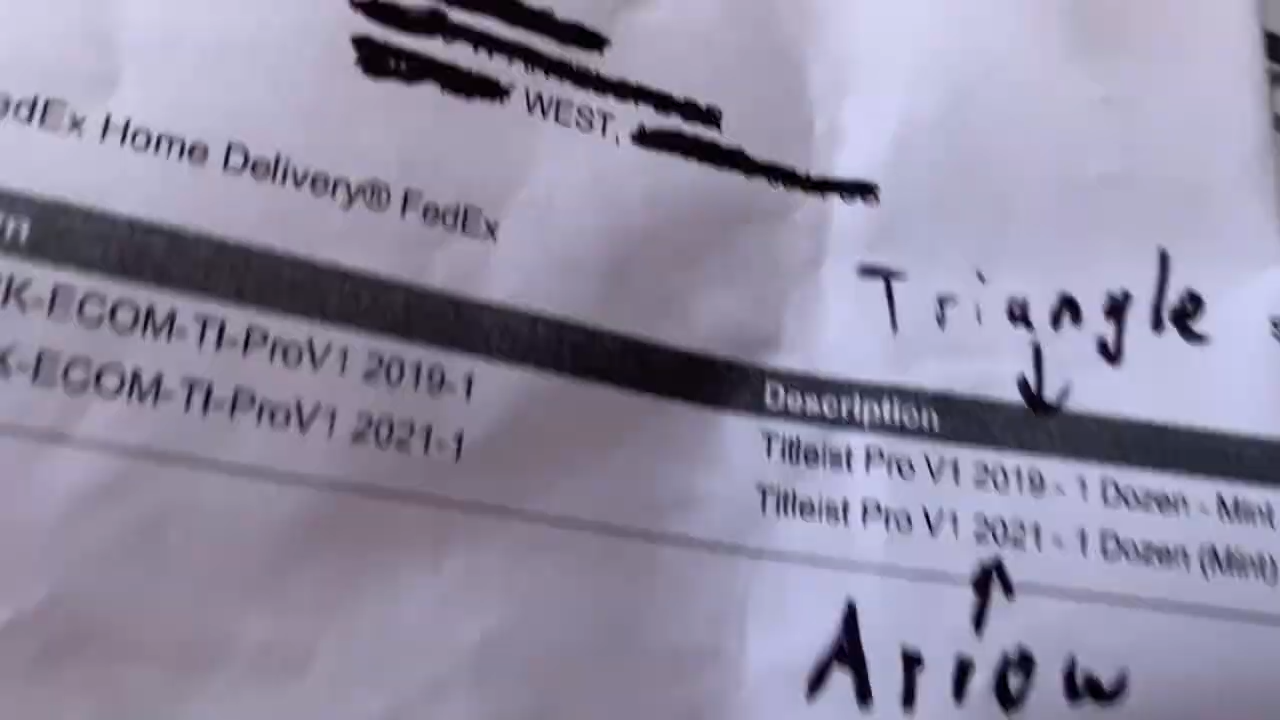 WEST,
edEx Home Delivery® FedEx
Triangle
Description
K-ECOM-TI-ProV1 2019-1
Titleist Pro V1 2019 - 1 Dozen - Mint
K-ECOM-TI-ProV1 2021-1
Titleist Pro V1 2021 - 1 Dozen (Mint)
Arrow